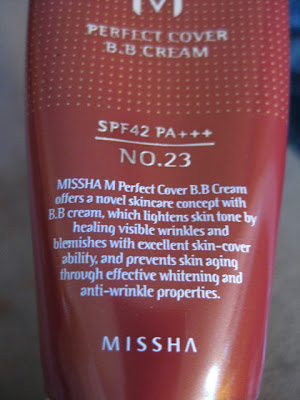 M
PERFECT COVER
B.B.CREAM
SPF42 PA+++
NO.23
MISSHA M Perfect Cover B.B Cream
offers a novel skincare concept with
B.B cream, which lightens skin tone by
healing visible wrinkles and
blemishes with excellent skin-cover
ability, and prevents skin aging
through effective whitening and
anti-wrinkle properties.
MISSHA